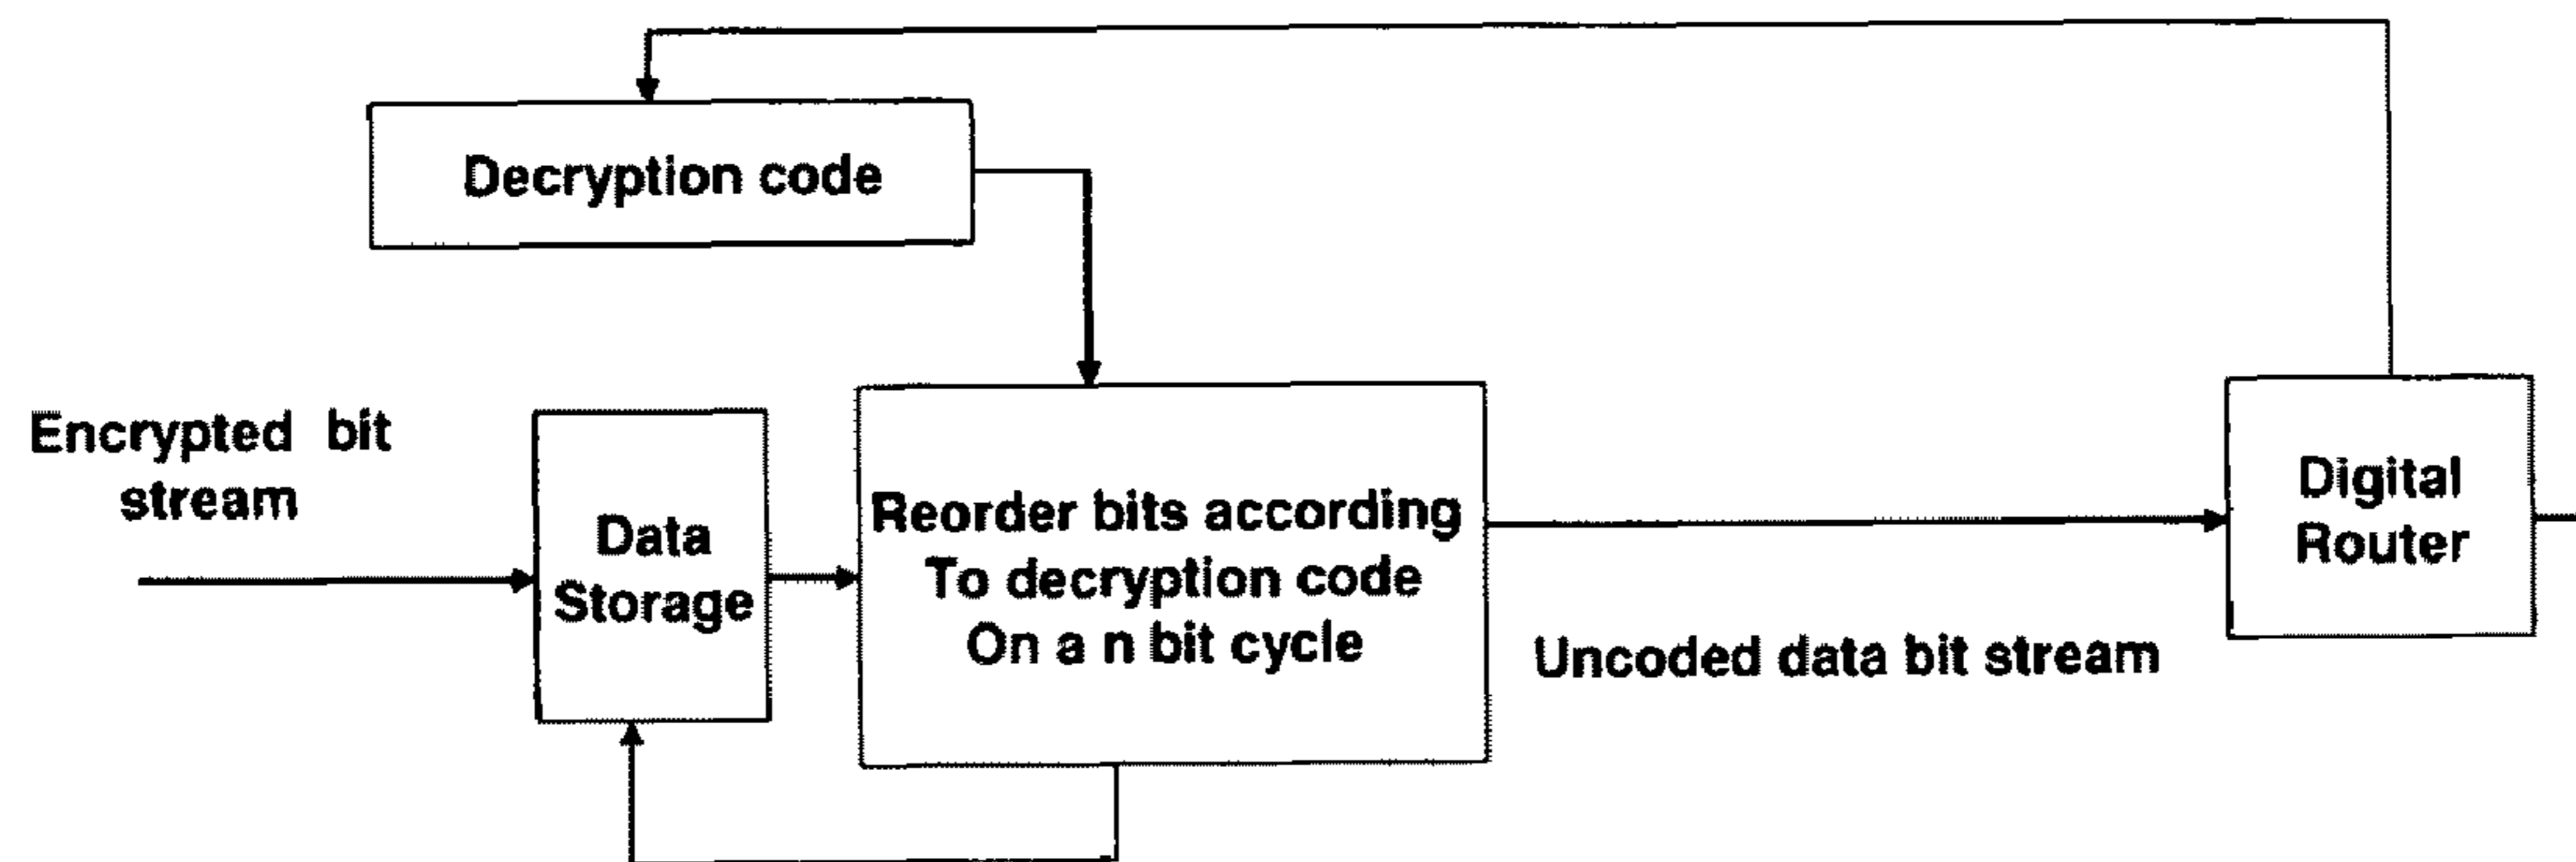 Decryption code
Encrypted bit
stream
Data
Storage
Reorder bits according
To decryption code
On a n bit cycle
Uncoded data bit stream
Digital
Router